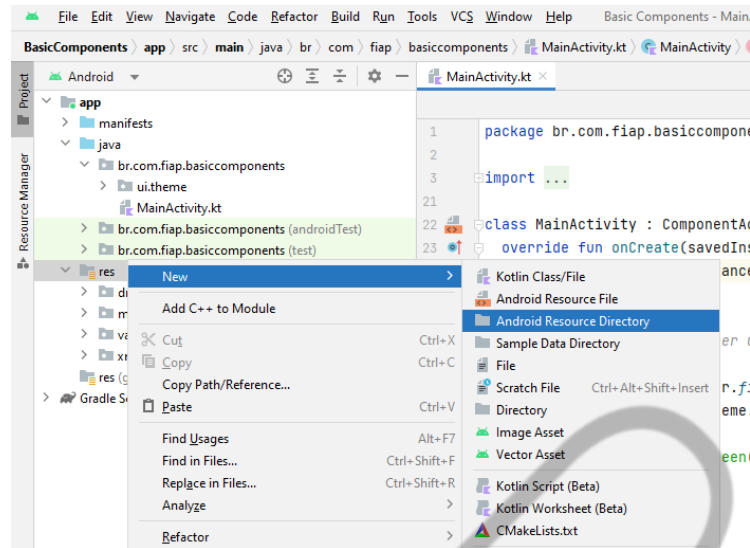 File Edit View Navigate Code Refactor Build Run Tools VCS Window Help Basic Components - Main
BasicComponents app src main java br com fiap basiccomponents MainActivity.kt MainActivity
Project
Resource Manager
Android
MainActivity.kt
app
manifests
java
br.com.fiap.basiccomponents
ui.theme
MainActivity.kt
br.com.fiap.basiccomponents (androidTest)
br.com.fiap.basiccomponents (test)
res
res (g
Gradle S
1 package br.com.fiap.basiccompone
2
3 import ...
21
22 class MainActivity : ComponentAc
23 override fun onCreate(savedIns
New
Add C++ to Module
Cut Ctrl+X
Copy Ctrl+C
Copy Path/Reference...
Paste Ctrl+V
Find Usages Alt+F7
Find in Files... Ctrl+Shift+F
Replace in Files... Ctrl+Shift+R
Analyze
Refactor
Kotlin Class/File
Android Resource File
Android Resource Directory
Sample Data Directory
File
Scratch File Ctrl+Alt+Shift+Insert
Directory
Image Asset
Vector Asset
Kotlin Script (Beta)
Kotlin Worksheet (Beta)
CMakeLists.txt